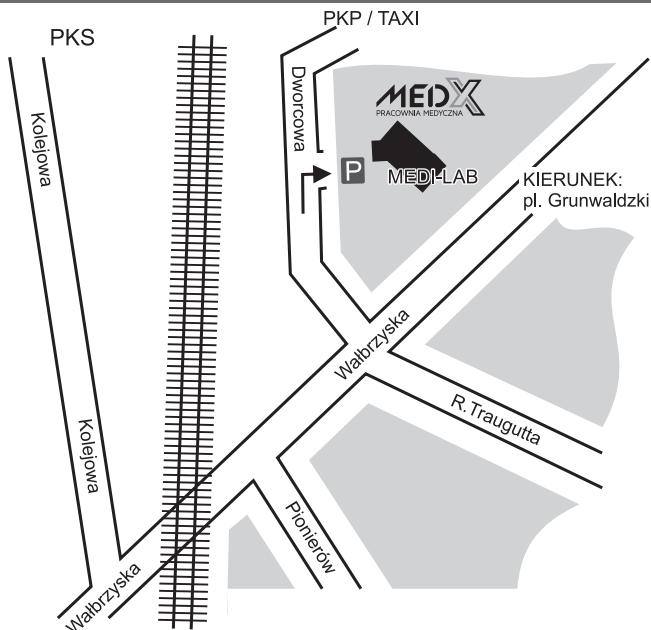 PKP / TAXI
PKS
Kolejowa
Dworcowa
MEDX
PRACOWNIA MEDYCZNA
P
MEDI-LAB
KIERUNEK:
pl. Grunwaldzki
Wałbrzyska
R. Traugutta
Kolejowa
Pionierów
Wałbrzyska